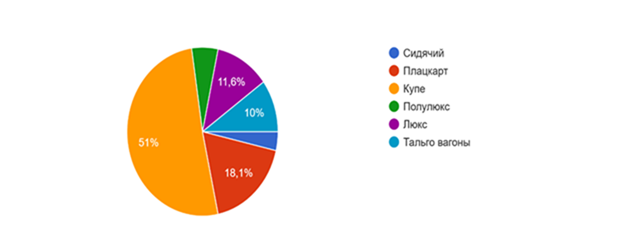 11,6%
10%
51%
18,1%
Сидячий
Плацкарт
Купе
Полулюкс
Люкс
Тальго вагоны